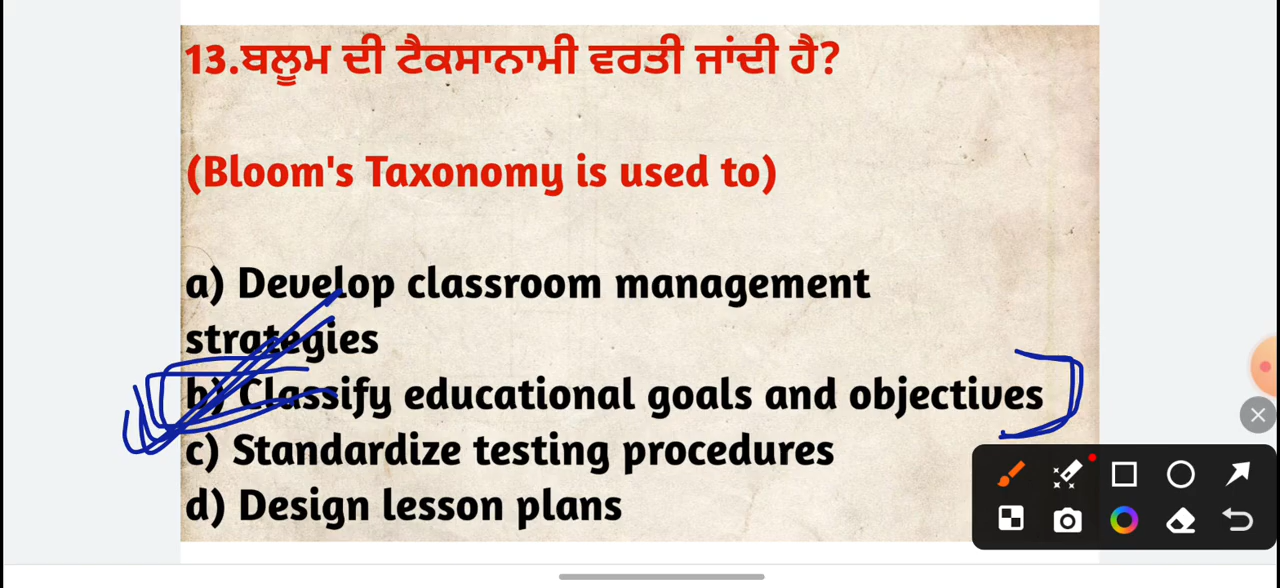 13.ਬਲੂਮ ਦੀ ਟੈਕਸਾਨਾਮੀ ਵਰਤੀ ਜਾਂਦੀ ਹੈ?
(Bloom's Taxonomy is used to)
a) Develop classroom management
strategies
b) Classify educational goals and objectives
c) Standardize testing procedures
d) Design lesson plans